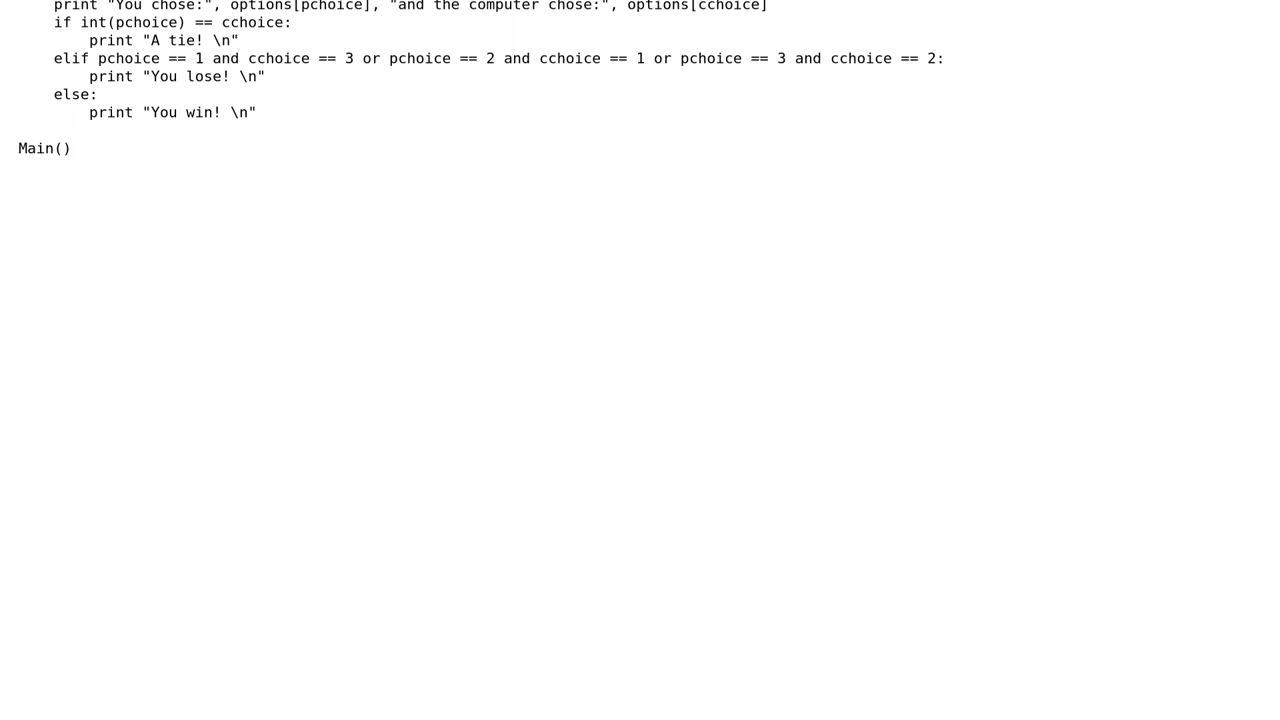 print "You chose:", options[pchoice], "and the computer chose:", options[cchoice]
    if int(pchoice) == cchoice:
        print "A tie! \n"
    elif pchoice == 1 and cchoice == 3 or pchoice == 2 and cchoice == 1 or pchoice == 3 and cchoice == 2:
        print "You lose! \n"
    else:
        print "You win! \n"

Main()